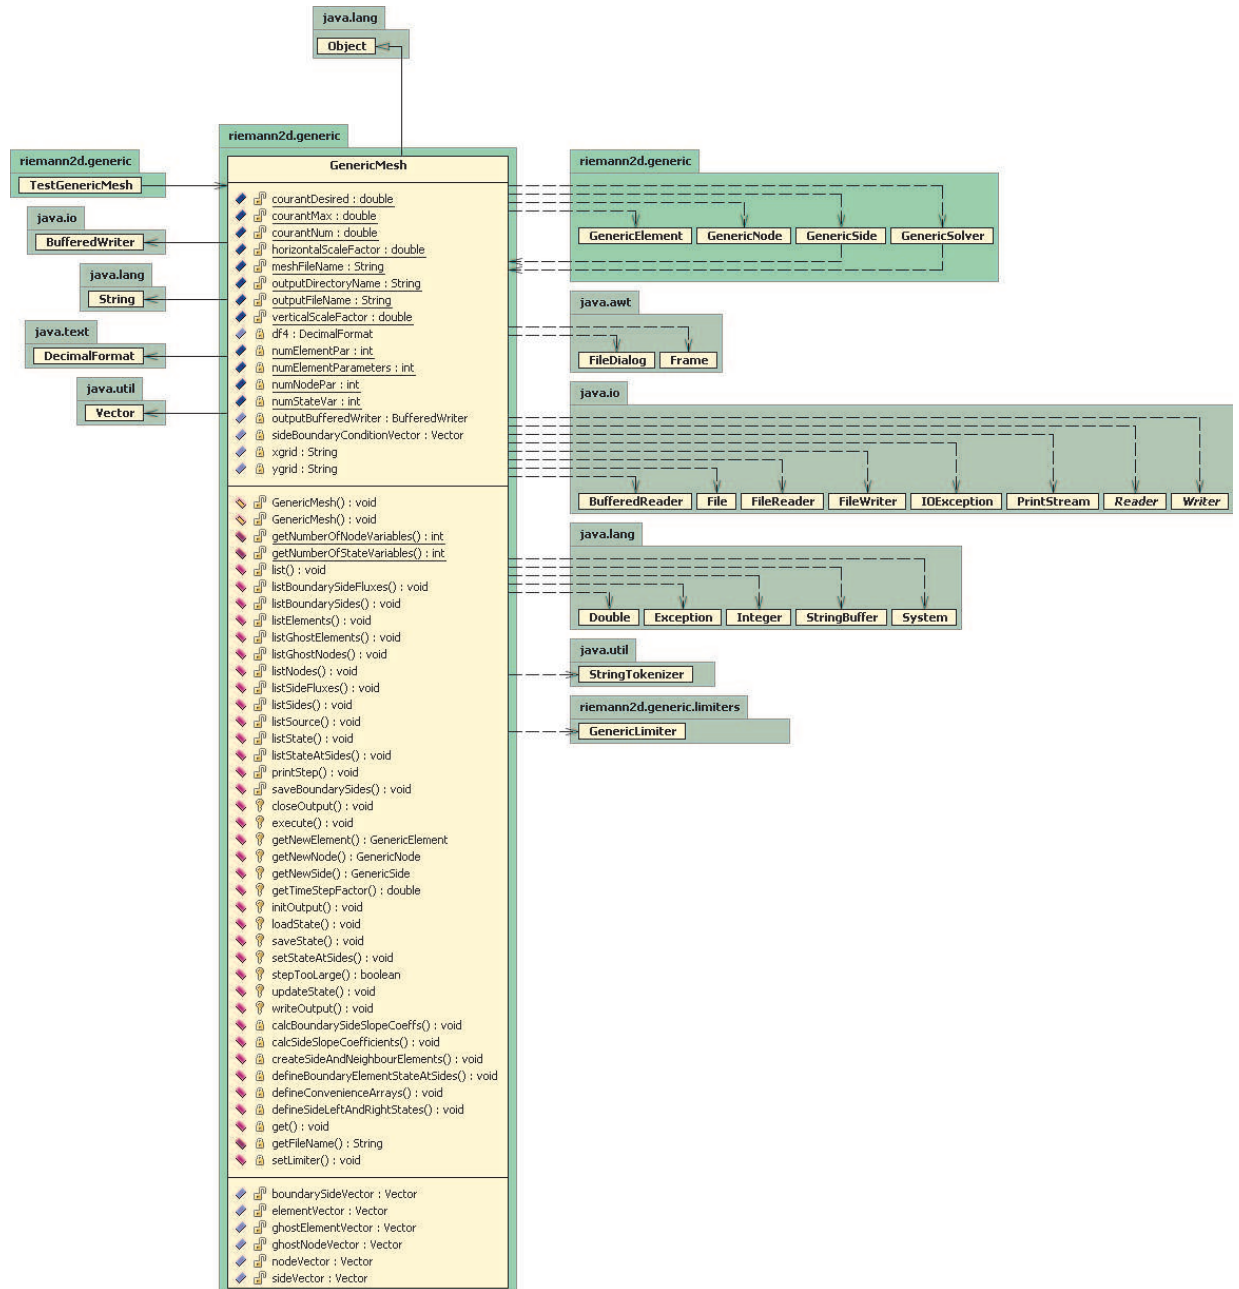 java.lang
Object
riemann2d.generic
GenericMesh
riemann2d.generic
TestGenericMesh
java.io
BufferedWriter
java.lang
String
java.text
DecimalFormat
java.util
Vector
courantDesired : double
courantMax : double
courantNum : double
horizontalScaleFactor : double
meshFileName : String
outputDirectoryName : String
outputFileName : String
verticalScaleFactor : double
df4 : DecimalFormat
numElementPar : int
numElementParameters : int
numNodePar : int
numStateVar : int
outputBufferedWriter : BufferedWriter
sideBoundaryConditionVector : Vector
xgrid : String
ygrid : String
GenericMesh() : void
GenericMesh() : void
getNumberOfNodeVariables() : int
getNumberOfStateVariables() : int
list() : void
listBoundarySideFluxes() : void
listBoundarySides() : void
listElements() : void
listGhostElements() : void
listGhostNodes() : void
listNodes() : void
listSideFluxes() : void
listSides() : void
listSource() : void
listState() : void
listStateAtSides() : void
printStep() : void
saveBoundarySides() : void
closeOutput() : void
execute() : void
getNewElement() : GenericElement
getNewNode() : GenericNode
getNewSide() : GenericSide
getTimeStepFactor() : double
initOutput() : void
loadState() : void
saveState() : void
setStateAtSides() : void
stepTooLarge() : boolean
updateState() : void
writeOutput() : void
calcBoundarySideSlopeCoeffs() : void
calcSideSlopeCoefficients() : void
createSideAndNeighbourElements() : void
defineBoundaryElementStateAtSides() : void
defineConvenienceArrays() : void
defineSideLeftAndRightStates() : void
get() : void
getFileName() : String
setLimiter() : void
boundarySideVector : Vector
elementVector : Vector
ghostElementVector : Vector
ghostNodeVector : Vector
nodeVector : Vector
sideVector : Vector
riemann2d.generic
GenericElement GenericNode GenericSide GenericSolver
java.awt
FileDialog Frame
java.io
BufferedReader File FileReader FileWriter IOException PrintStream Reader Writer
java.lang
Double Exception Integer StringBuffer System
java.util
StringTokenizer
riemann2d.generic.limiters
GenericLimiter